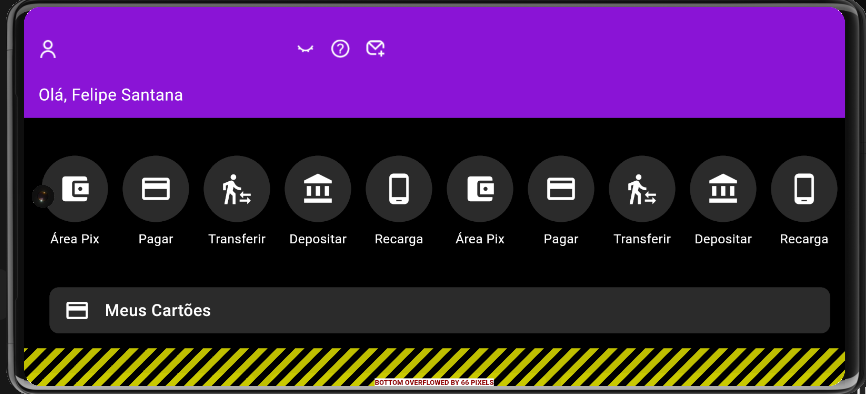 Olá, Felipe Santana
Área Pix Pagar Transferir Depositar Recarga Área Pix Pagar Transferir Depositar Recarga
Meus Cartões
BOTTOM OVERFLOWED BY 66 PIXELS